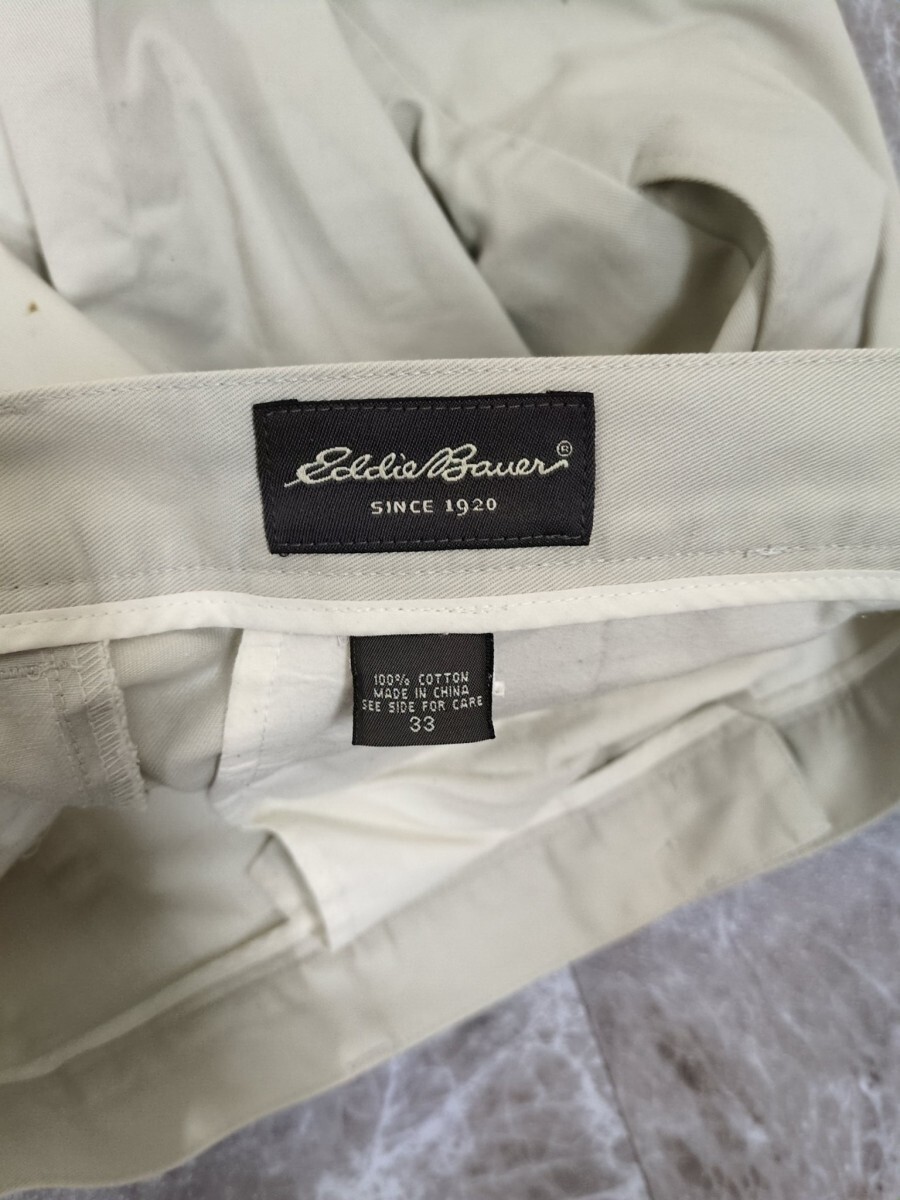 Eddie Bauer®
SINCE 1920
100% COTTON
MADE IN CHINA
SEE SIDE FOR CARE
33